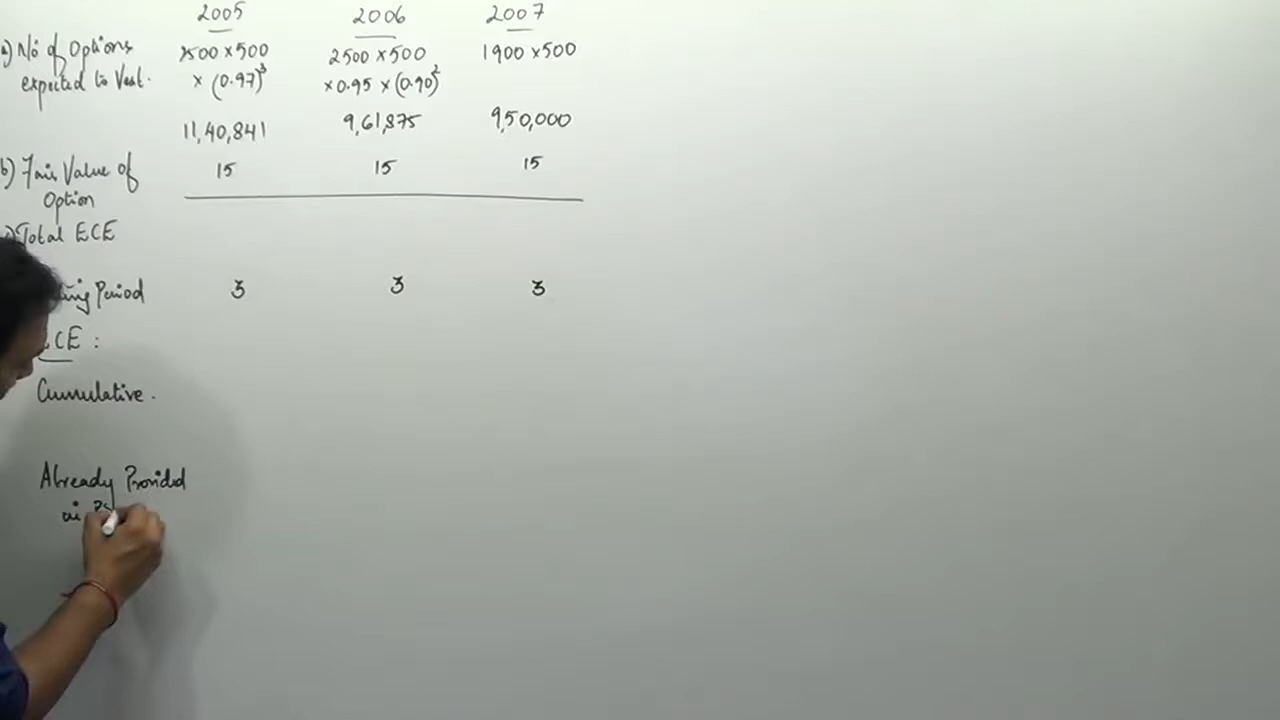 2005 2006 2007
a) No of Options 2500 × 500 2500 × 500 1900 × 500
expected to Vest. × (0.97)³ × 0.95 × (0.90)²
11,40,841 9,61,875 9,50,000
b) Fair Value of 15 15 15
Option
Total ECE
Period 3 3 3
ECE :
Cumulative .
Already Provided
in